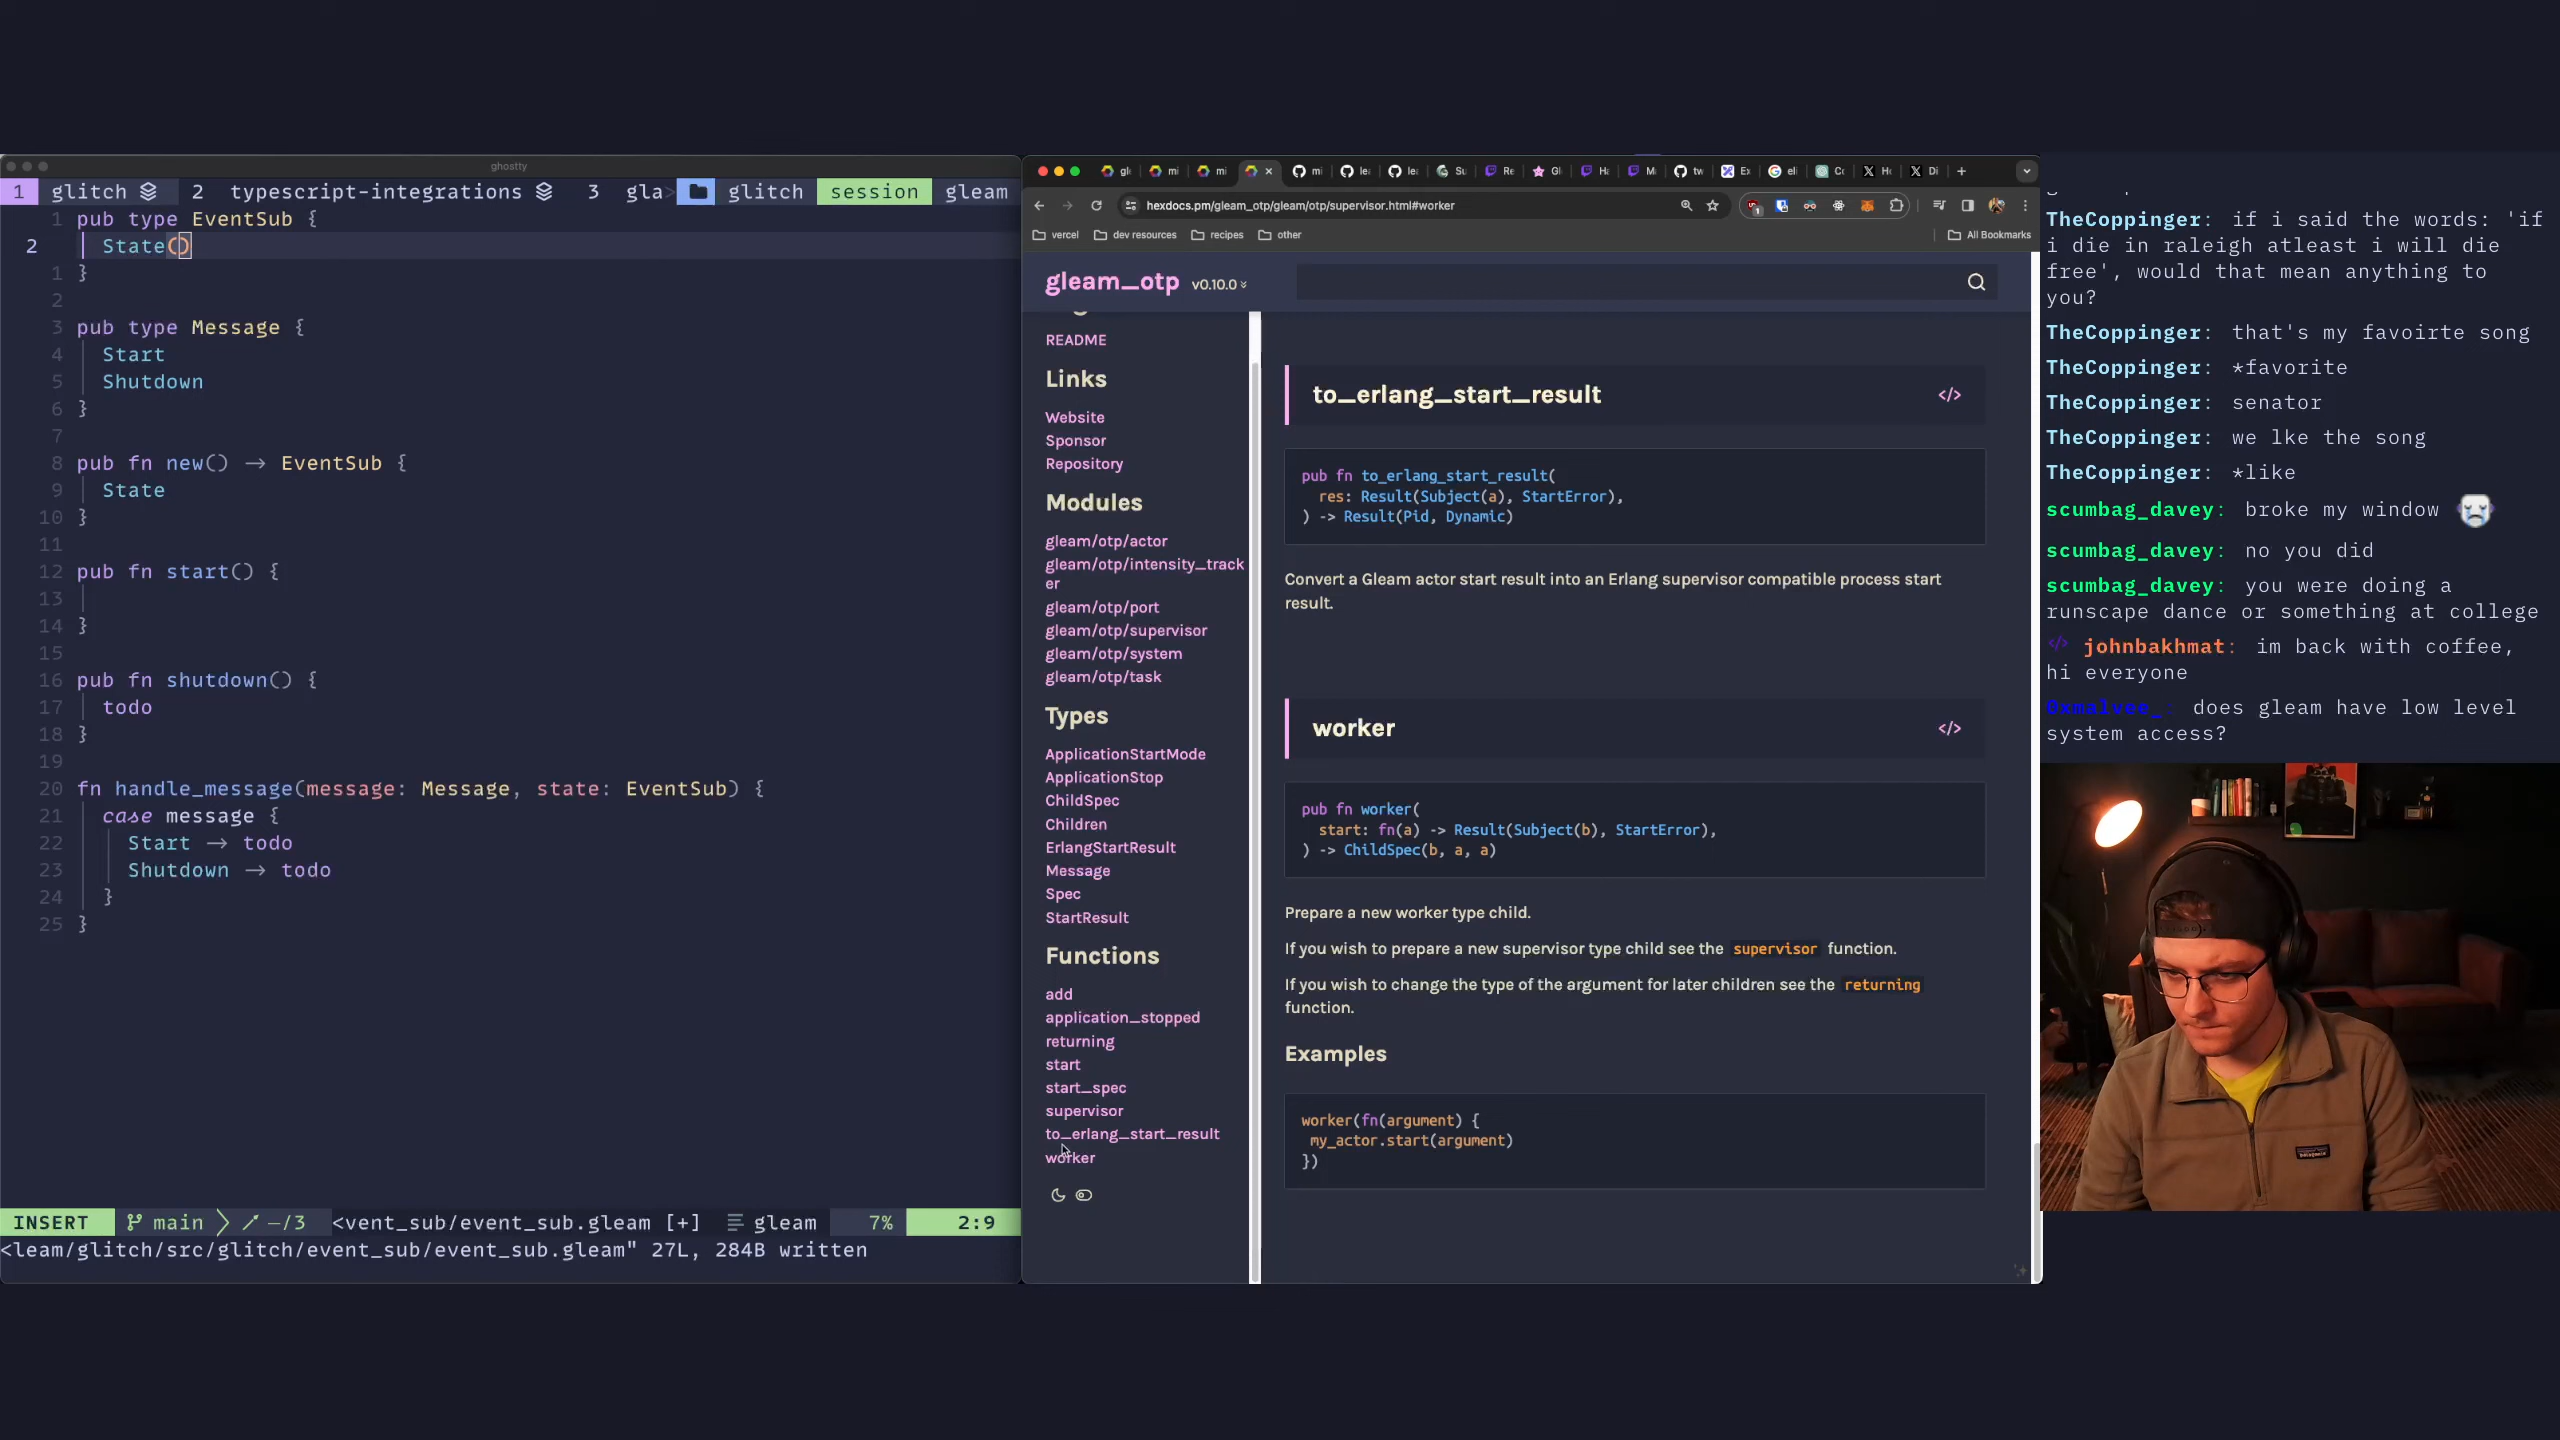 ghostty
1 glitch 2 typescript-integrations 3 gla> glitch session gleam
1 pub type EventSub {
2 State()
1 }
2
3 pub type Message {
4 Start
5 Shutdown
6 }
7
8 pub fn new() → EventSub {
9 State
10 }
11
12 pub fn start() {
13
14 }
15
16 pub fn shutdown() {
17 todo
18 }
19
20 fn handle_message(message: Message, state: EventSub) {
21 case message {
22 Start → todo
23 Shutdown → todo
24 }
25 }
INSERT main −/3 <vent_sub/event_sub.gleam [+] gleam 7% 2:9
<leam/glitch/src/glitch/event_sub/event_sub.gleam" 27L, 284B written
hexdocs.pm/gleam_otp/gleam/otp/supervisor.html#worker
vercel dev resources recipes other All Bookmarks
gleam_otp v0.10.0
README
Links
Website
Sponsor
Repository
Modules
gleam/otp/actor
gleam/otp/intensity_track
er
gleam/otp/port
gleam/otp/supervisor
gleam/otp/system
gleam/otp/task
Types
ApplicationStartMode
ApplicationStop
ChildSpec
Children
ErlangStartResult
Message
Spec
StartResult
Functions
add
application_stopped
returning
start
start_spec
supervisor
to_erlang_start_result
worker
to_erlang_start_result </>
pub fn to_erlang_start_result(
res: Result(Subject(a), StartError),
) -> Result(Pid, Dynamic)
Convert a Gleam actor start result into an Erlang supervisor compatible process start
result.
worker </>
pub fn worker(
start: fn(a) -> Result(Subject(b), StartError),
) -> ChildSpec(b, a, a)
Prepare a new worker type child.
If you wish to prepare a new supervisor type child see the supervisor function.
If you wish to change the type of the argument for later children see the returning
function.
Examples
worker(fn(argument) {
my_actor.start(argument)
})
TheCoppinger: if i said the words: 'if
i die in raleigh atleast i will die
free', would that mean anything to
you?
TheCoppinger: that's my favoirte song
TheCoppinger: *favorite
TheCoppinger: senator
TheCoppinger: we lke the song
TheCoppinger: *like
scumbag_davey: broke my window
scumbag_davey: no you did
scumbag_davey: you were doing a
runscape dance or something at college
</> johnbakhmat: im back with coffee,
hi everyone
0xmalvee_: does gleam have low level
system access?